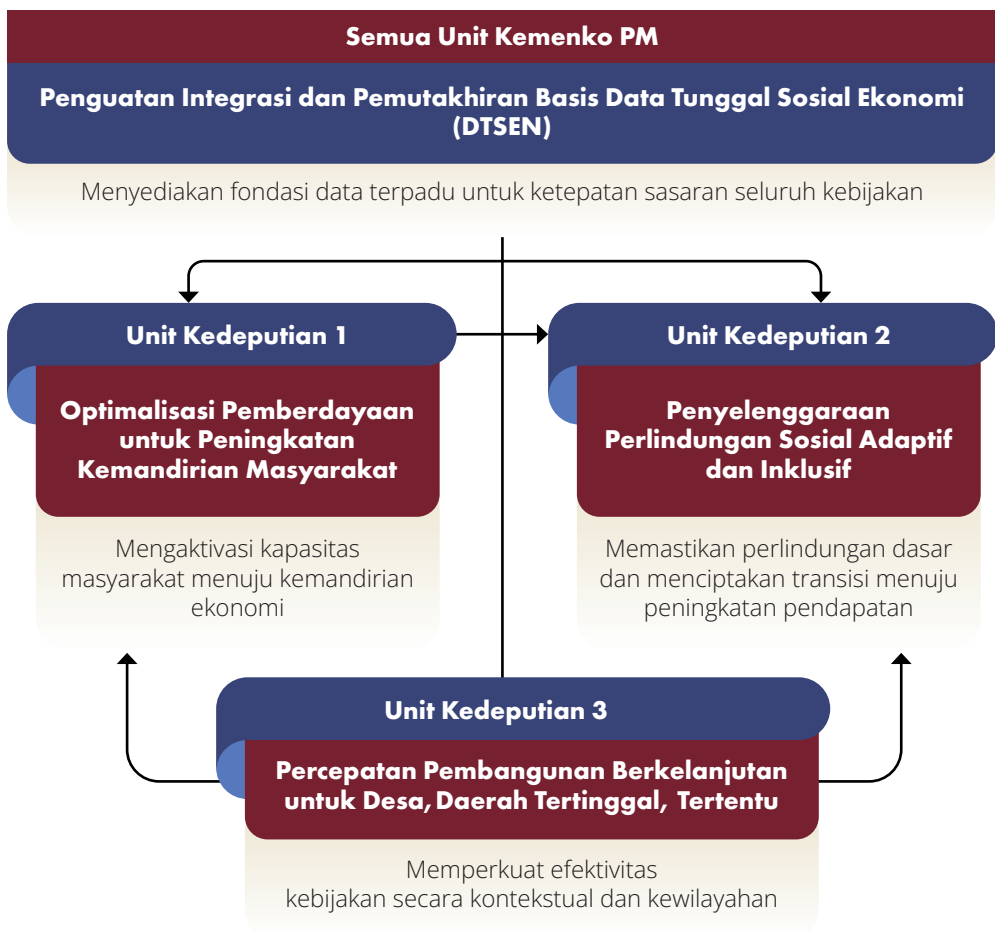 Semua Unit Kemenko PM
Penguatan Integrasi dan Pemutakhiran Basis Data Tunggal Sosial Ekonomi
(DTSEN)
Menyediakan fondasi data terpadu untuk ketepatan sasaran seluruh kebijakan
Unit Kedeputian 1
Optimalisasi Pemberdayaan
untuk Peningkatan
Kemandirian Masyarakat
Mengaktivasi kapasitas
masyarakat menuju kemandirian
ekonomi
Unit Kedeputian 2
Penyelenggaraan
Perlindungan Sosial Adaptif
dan Inklusif
Memastikan perlindungan dasar
dan menciptakan transisi menuju
peningkatan pendapatan
Unit Kedeputian 3
Percepatan Pembangunan Berkelanjutan
untuk Desa, Daerah Tertinggal, Tertentu
Memperkuat efektivitas
kebijakan secara kontekstual dan kewilayahan